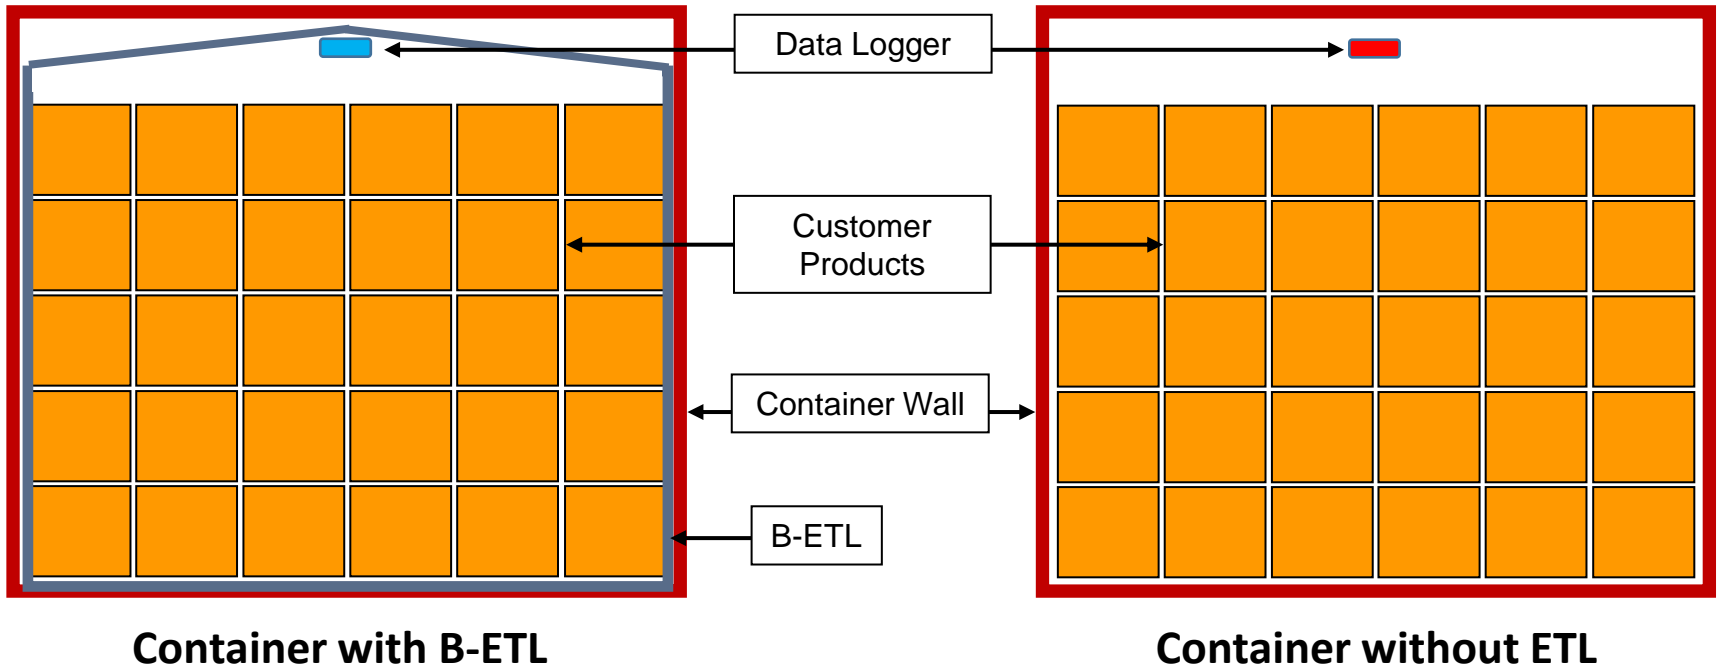 Data Logger
Customer
Products
Container Wall
B-ETL
Container with B-ETL
Container without ETL